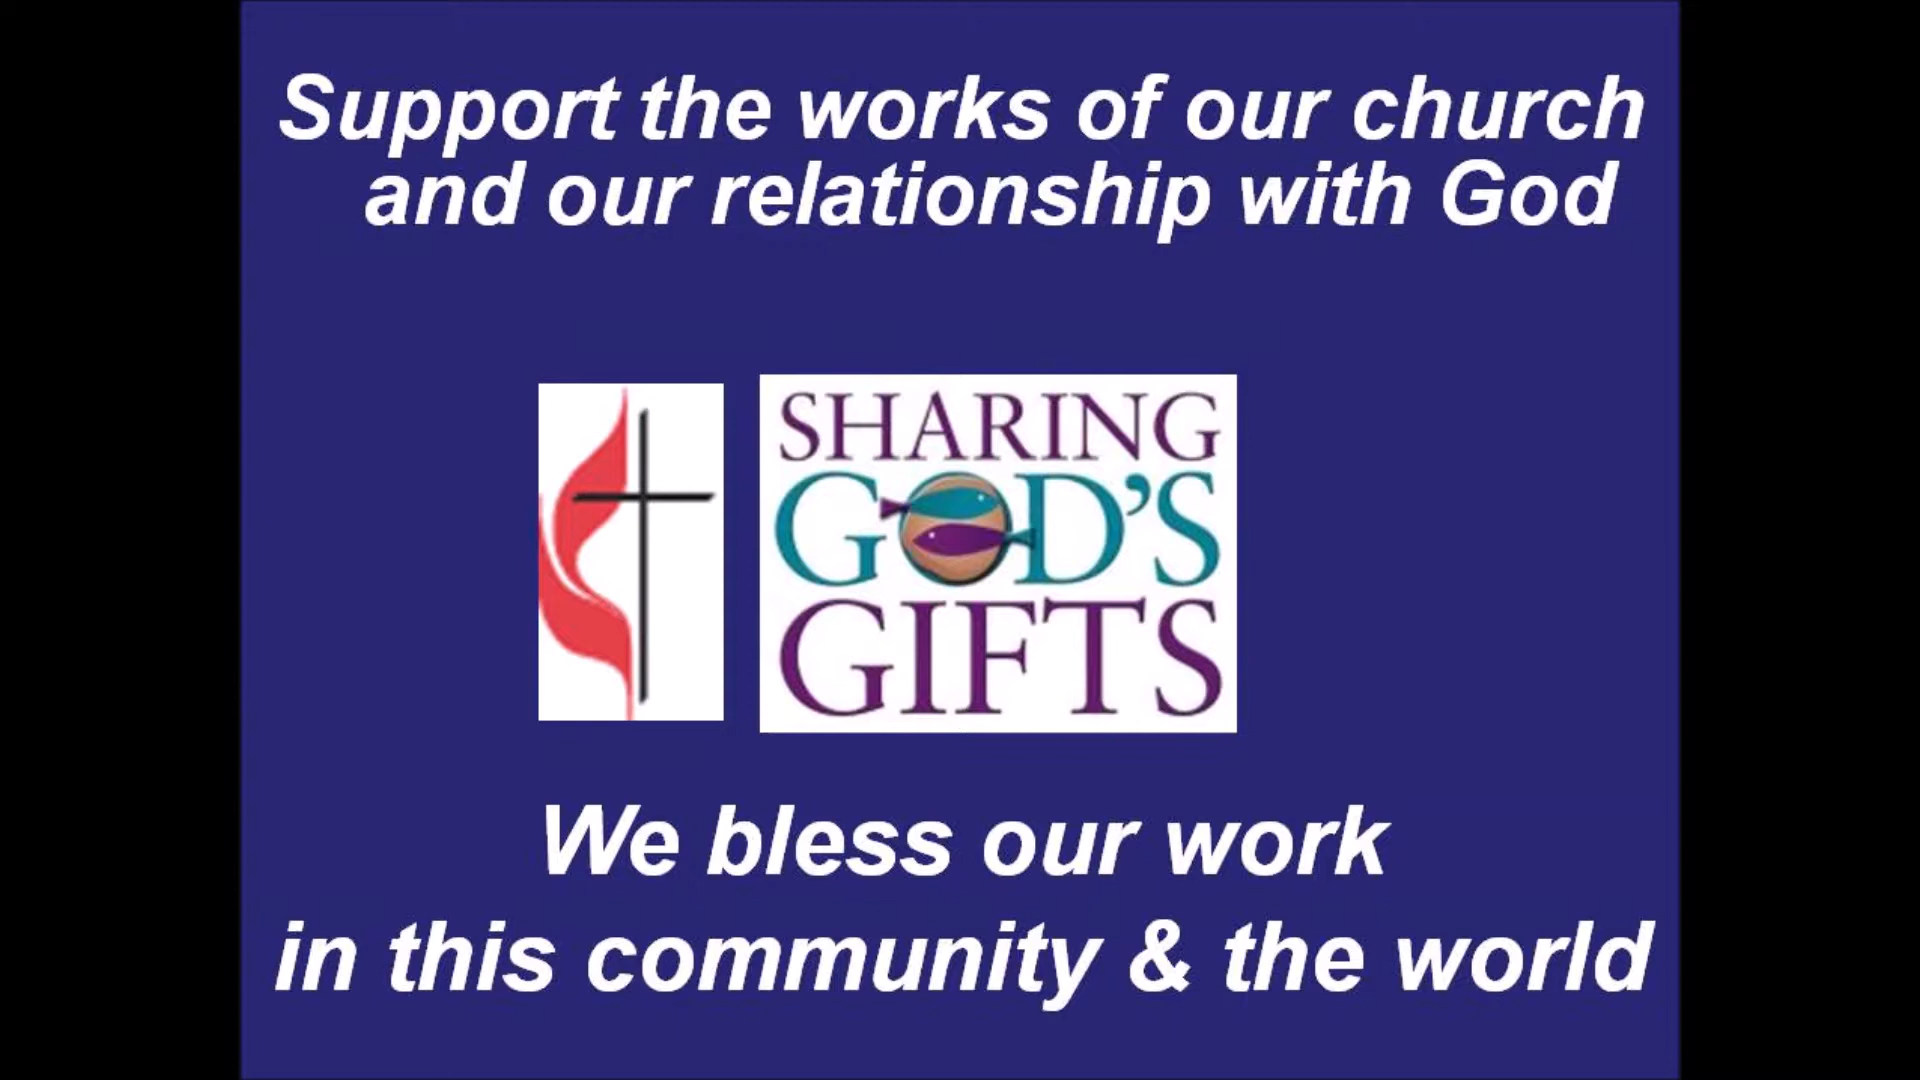 Support the works of our church
and our relationship with God
SHARING
GOD'S
GIFTS
We bless our work
in this community & the world